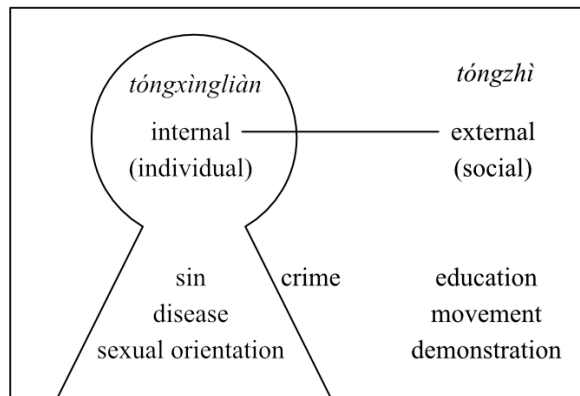 tóngxìngliàn
internal
(individual)
tóngzhì
external
(social)
sin
disease
sexual orientation
crime
education
movement
demonstration